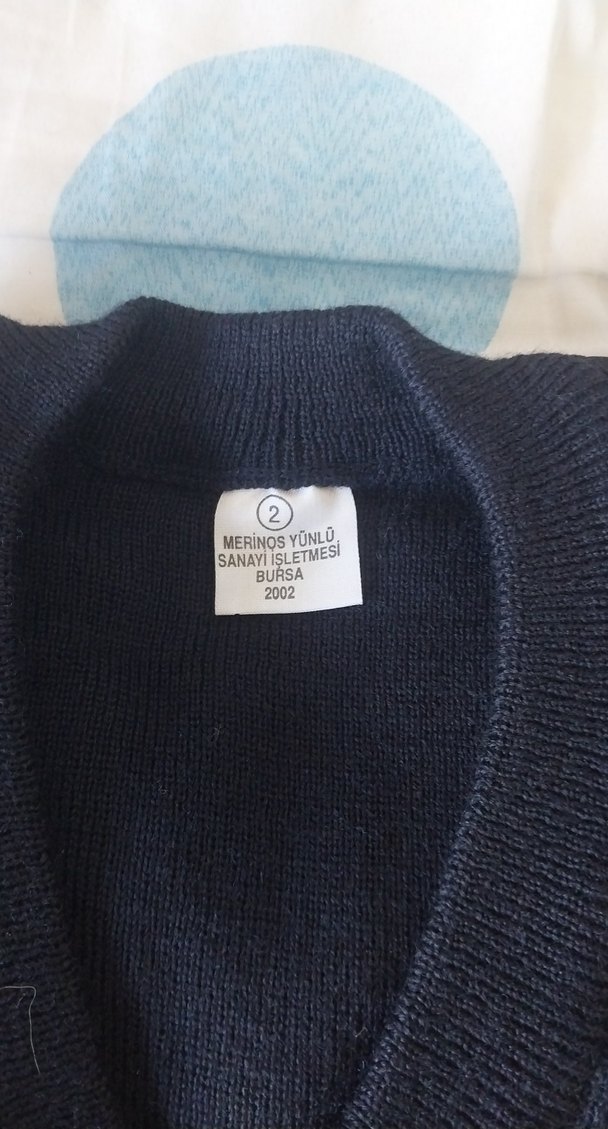 2
MERİNOS YÜNLÜ
SANAYİ İŞLETMESİ
BURSA
2002